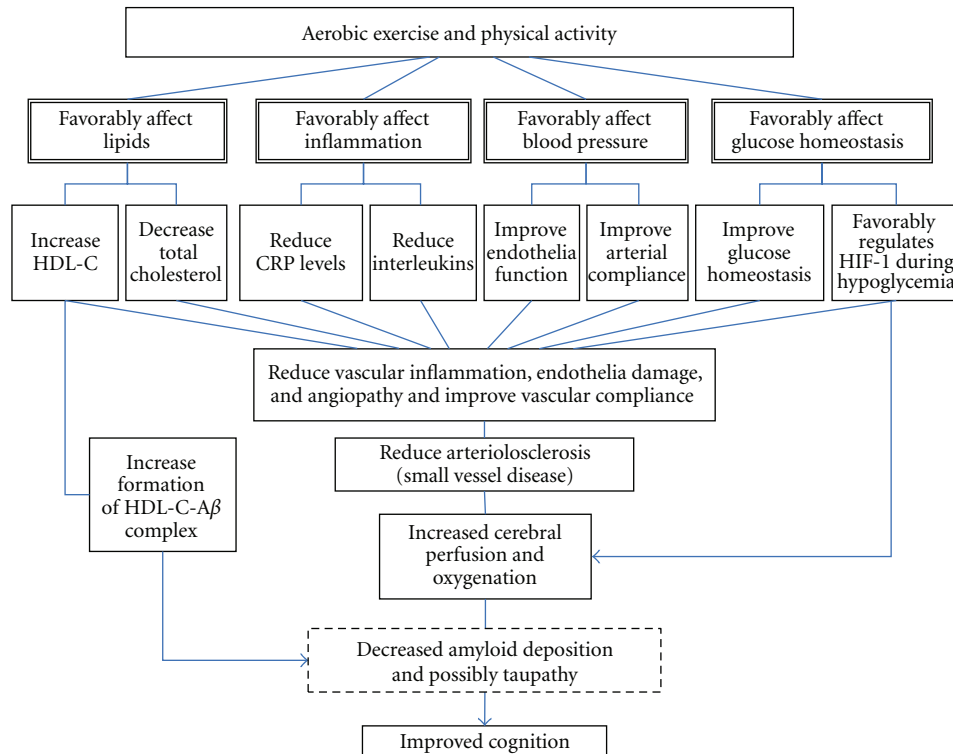 Aerobic exercise and physical activity
Favorably affect
lipids
Favorably affect
inflammation
Favorably affect
blood pressure
Favorably affect
glucose homeostasis
Increase
HDL-C
Decrease
total
cholesterol
Reduce
CRP levels
Reduce
interleukins
Improve
endothelia
function
Improve
arterial
compliance
Improve
glucose
homeostasis
Favorably
regulates
HIF-1 during
hypoglycemia
Reduce vascular inflammation, endothelia damage,
and angiopathy and improve vascular compliance
Reduce arteriolosclerosis
(small vessel disease)
Increase
formation
of HDL-C-Aβ
complex
Increased cerebral
perfusion and
oxygenation
Decreased amyloid deposition
and possibly taupathy
Improved cognition